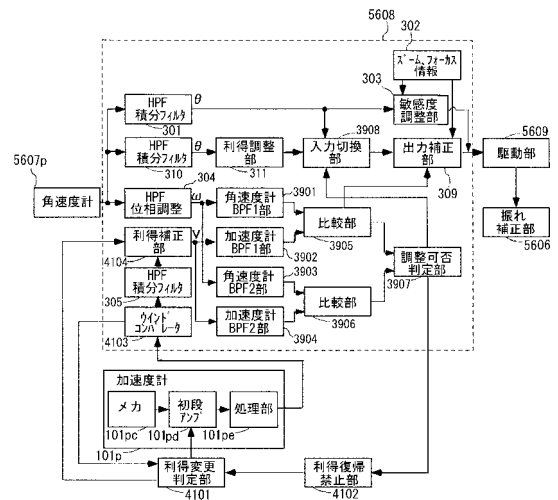 5608
302
ズーム、フォーカス
情報
303
敏感度
調整部
HPF
積分フィルタ
θ
301
HPF
積分フィルタ
θ
310
利得調整
部
311
3908
入力切換
部
出力補正
部
309
5609
駆動部
5607p
角速度計
304
HPF
位相調整
ω
角速度計
BPF1部
3901
比較部
3905
振れ
補正部
5606
利得補正
部
4104
V
加速度計
BPF1部
3902
調整可否
判定部
3907
HPF
積分フィルタ
305
角速度計
BPF2部
3903
比較部
3906
ウインド
コンパレータ
4103
加速度計
BPF2部
3904
加速度計
メカ
初段
アンプ
処理部
101pc
101pd
101pe
101p
利得変更
判定部
4101
利得復帰
禁止部
4102